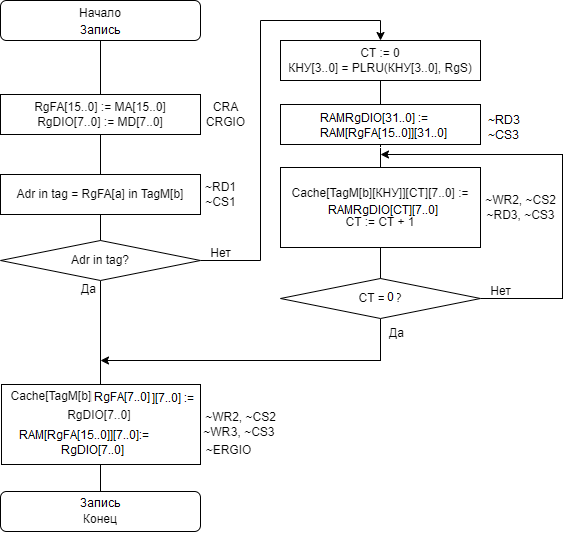 Начало
Запись
RgFA[15..0] := MA[15..0]
RgDIO[7..0] := MD[7..0]
CRA
CRGIO
Adr in tag = RgFA[a] in TagM[b]
~RD1
~CS1
Adr in tag?
Нет
Да
CT := 0
КНУ[3..0] = PLRU(КНУ[3..0], RgS)
RAMRgDIO[31..0] :=
RAM[RgFA[15..0]][31..0]
~RD3
~CS3
Cache[TagM[b][КНУ]][CT][7..0] :=
RAMRgDIO[CT][7..0]
CT := CT + 1
~WR2, ~CS2
~RD3, ~CS3
CT = 0 ?
Нет
Да
Cache[TagM[b] RgFA[7..0] ][7..0] :=
RgDIO[7..0]
RAM[RgFA[15..0]][7..0]:=
RgDIO[7..0]
~WR2, ~CS2
~WR3, ~CS3
~ERGIO
Запись
Конец